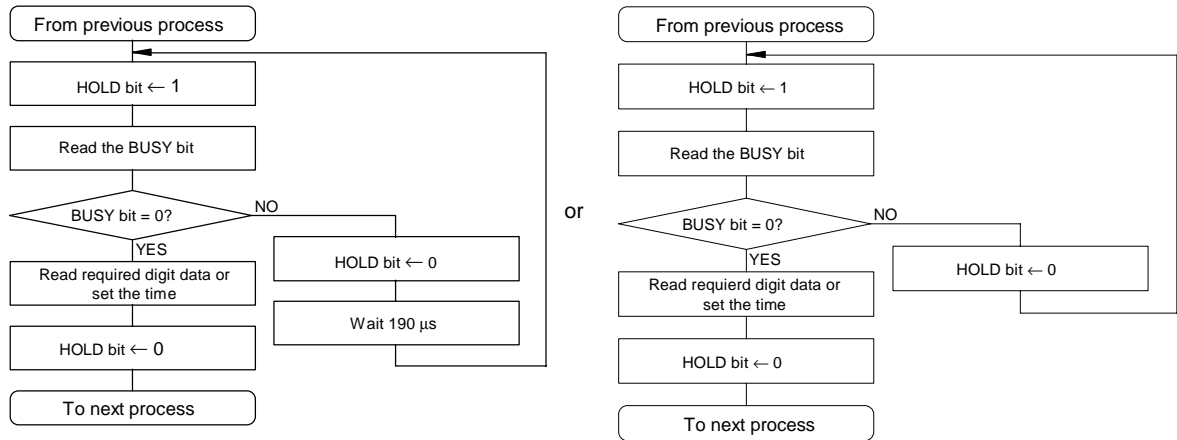 From previous process
HOLD bit ← 1
Read the BUSY bit
BUSY bit = 0?
NO
YES
HOLD bit ← 0
Read required digit data or
set the time
Wait 190 μs
HOLD bit ← 0
To next process
or
From previous process
HOLD bit ← 1
Read the BUSY bit
BUSY bit = 0?
NO
YES
HOLD bit ← 0
Read requierd digit data or
set the time
HOLD bit ← 0
To next process